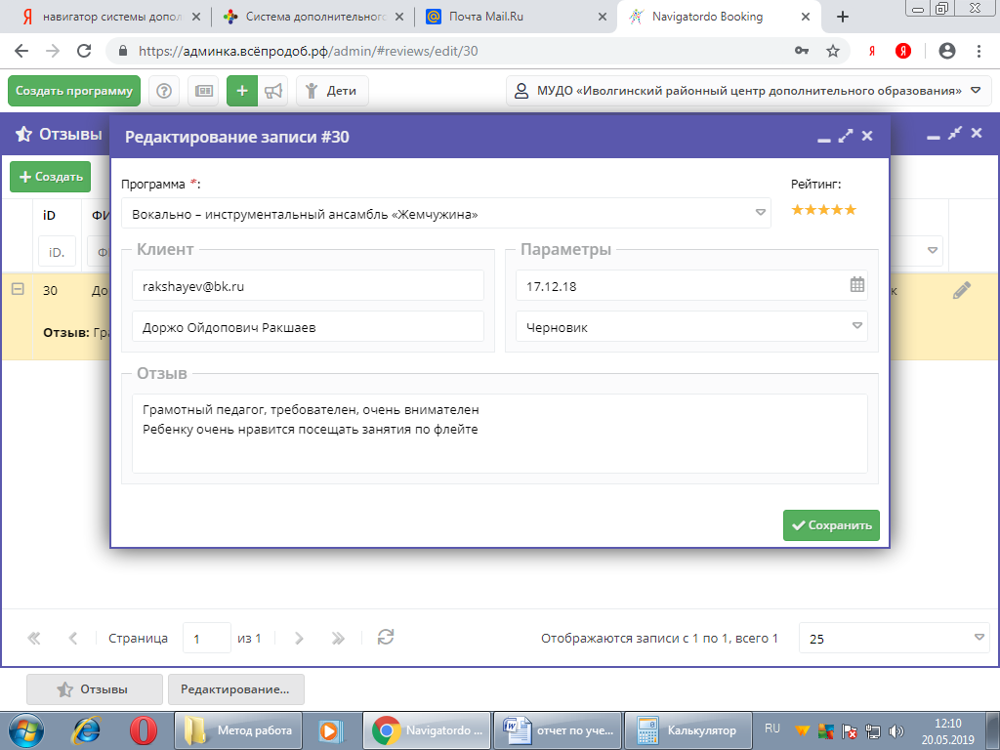 навигатор системы допол
Система дополнительного
Почта Mail.Ru
Navigatordo Booking
https://админка.всёпродоб.рф/admin/#reviews/edit/30
Создать программу
Дети
МУДО «Иволгинский районный центр дополнительного образования»
Отзывы
Редактирование записи #30
Создать
Программа *:
Рейтинг:
iD
ФИ
Вокально – инструментальный ансамбль «Жемчужина»
iD.
Ф
Клиент
Параметры
rakshayev@bk.ru
17.12.18
30
До
к
Доржо Ойдопович Ракшаев
Черновик
Отзыв: Гра
Отзыв
Грамотный педагог, требователен, очень внимателен
Ребенку очень нравится посещать занятия по флейте
Сохранить
Страница 1 из 1
Отображаются записи с 1 по 1, всего 1
25
Отзывы
Редактирование...
Метод работа
Navigatordo ...
отчет по уче...
Калькулятор
RU
12:10
20.05.2019